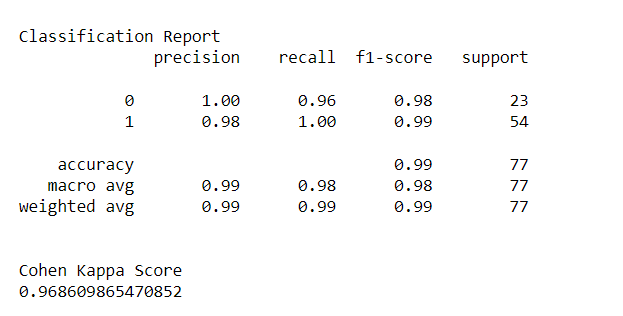 Classification Report
precision recall f1-score support
0 1.00 0.96 0.98 23
1 0.98 1.00 0.99 54
accuracy 0.99 77
macro avg 0.99 0.98 0.98 77
weighted avg 0.99 0.99 0.99 77
Cohen Kappa Score
0.968609865470852